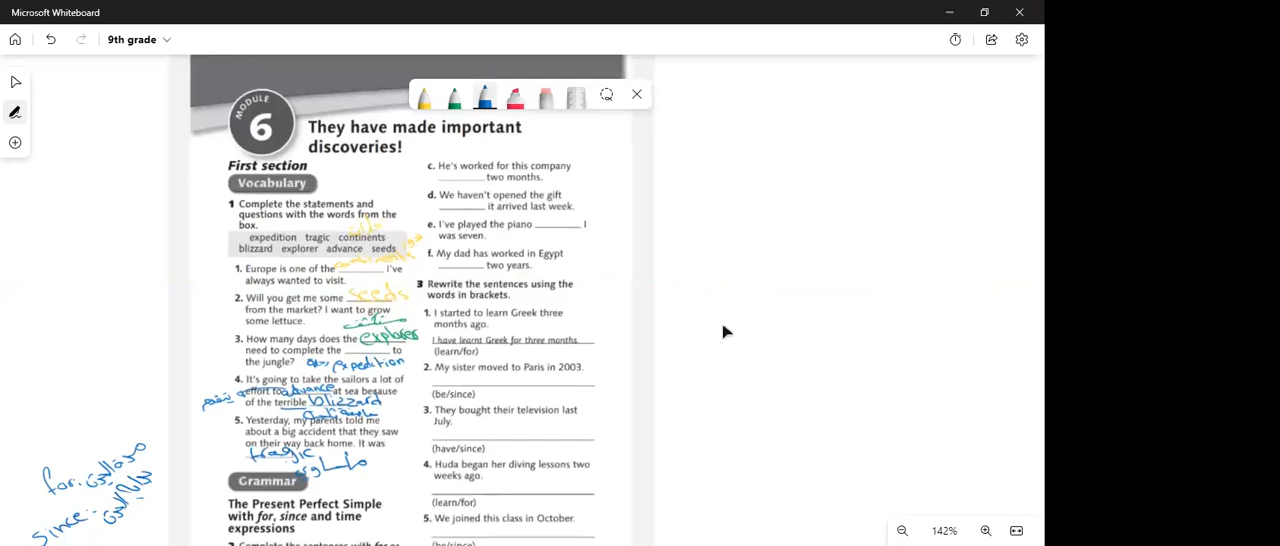 Microsoft Whiteboard
9th grade
MODULE
6
They have made important
discoveries!
First section
Vocabulary
1 Complete the statements and
questions with the words from the
box.
expedition tragic continents
blizzard explorer advance seeds
1. Europe is one of the continents I've
always wanted to visit.
2. Will you get me some seeds
from the market? I want to grow
some lettuce.
3. How many days does the explorer
need to complete the ________ to
the jungle? expedition
4. It's going to take the sailors a lot of
effort to advance at sea because
of the terrible blizzard
5. Yesterday, my parents told me
about a big accident that they saw
on their way back home. It was
tragic
Grammar
The Present Perfect Simple
with for, since and time
expressions
c. He's worked for this company
________ two months.
d. We haven't opened the gift
________ it arrived last week.
e. I've played the piano ________ I
was seven.
f. My dad has worked in Egypt
________ two years.
3 Rewrite the sentences using the
words in brackets.
1. I started to learn Greek three
months ago.
I have learnt Greek for three months.
(learn/for)
2. My sister moved to Paris in 2003.
(be/since)
3. They bought their television last
July.
(have/since)
4. Huda began her diving lessons two
weeks ago.
(learn/for)
5. We joined this class in October.
for.
since
142%